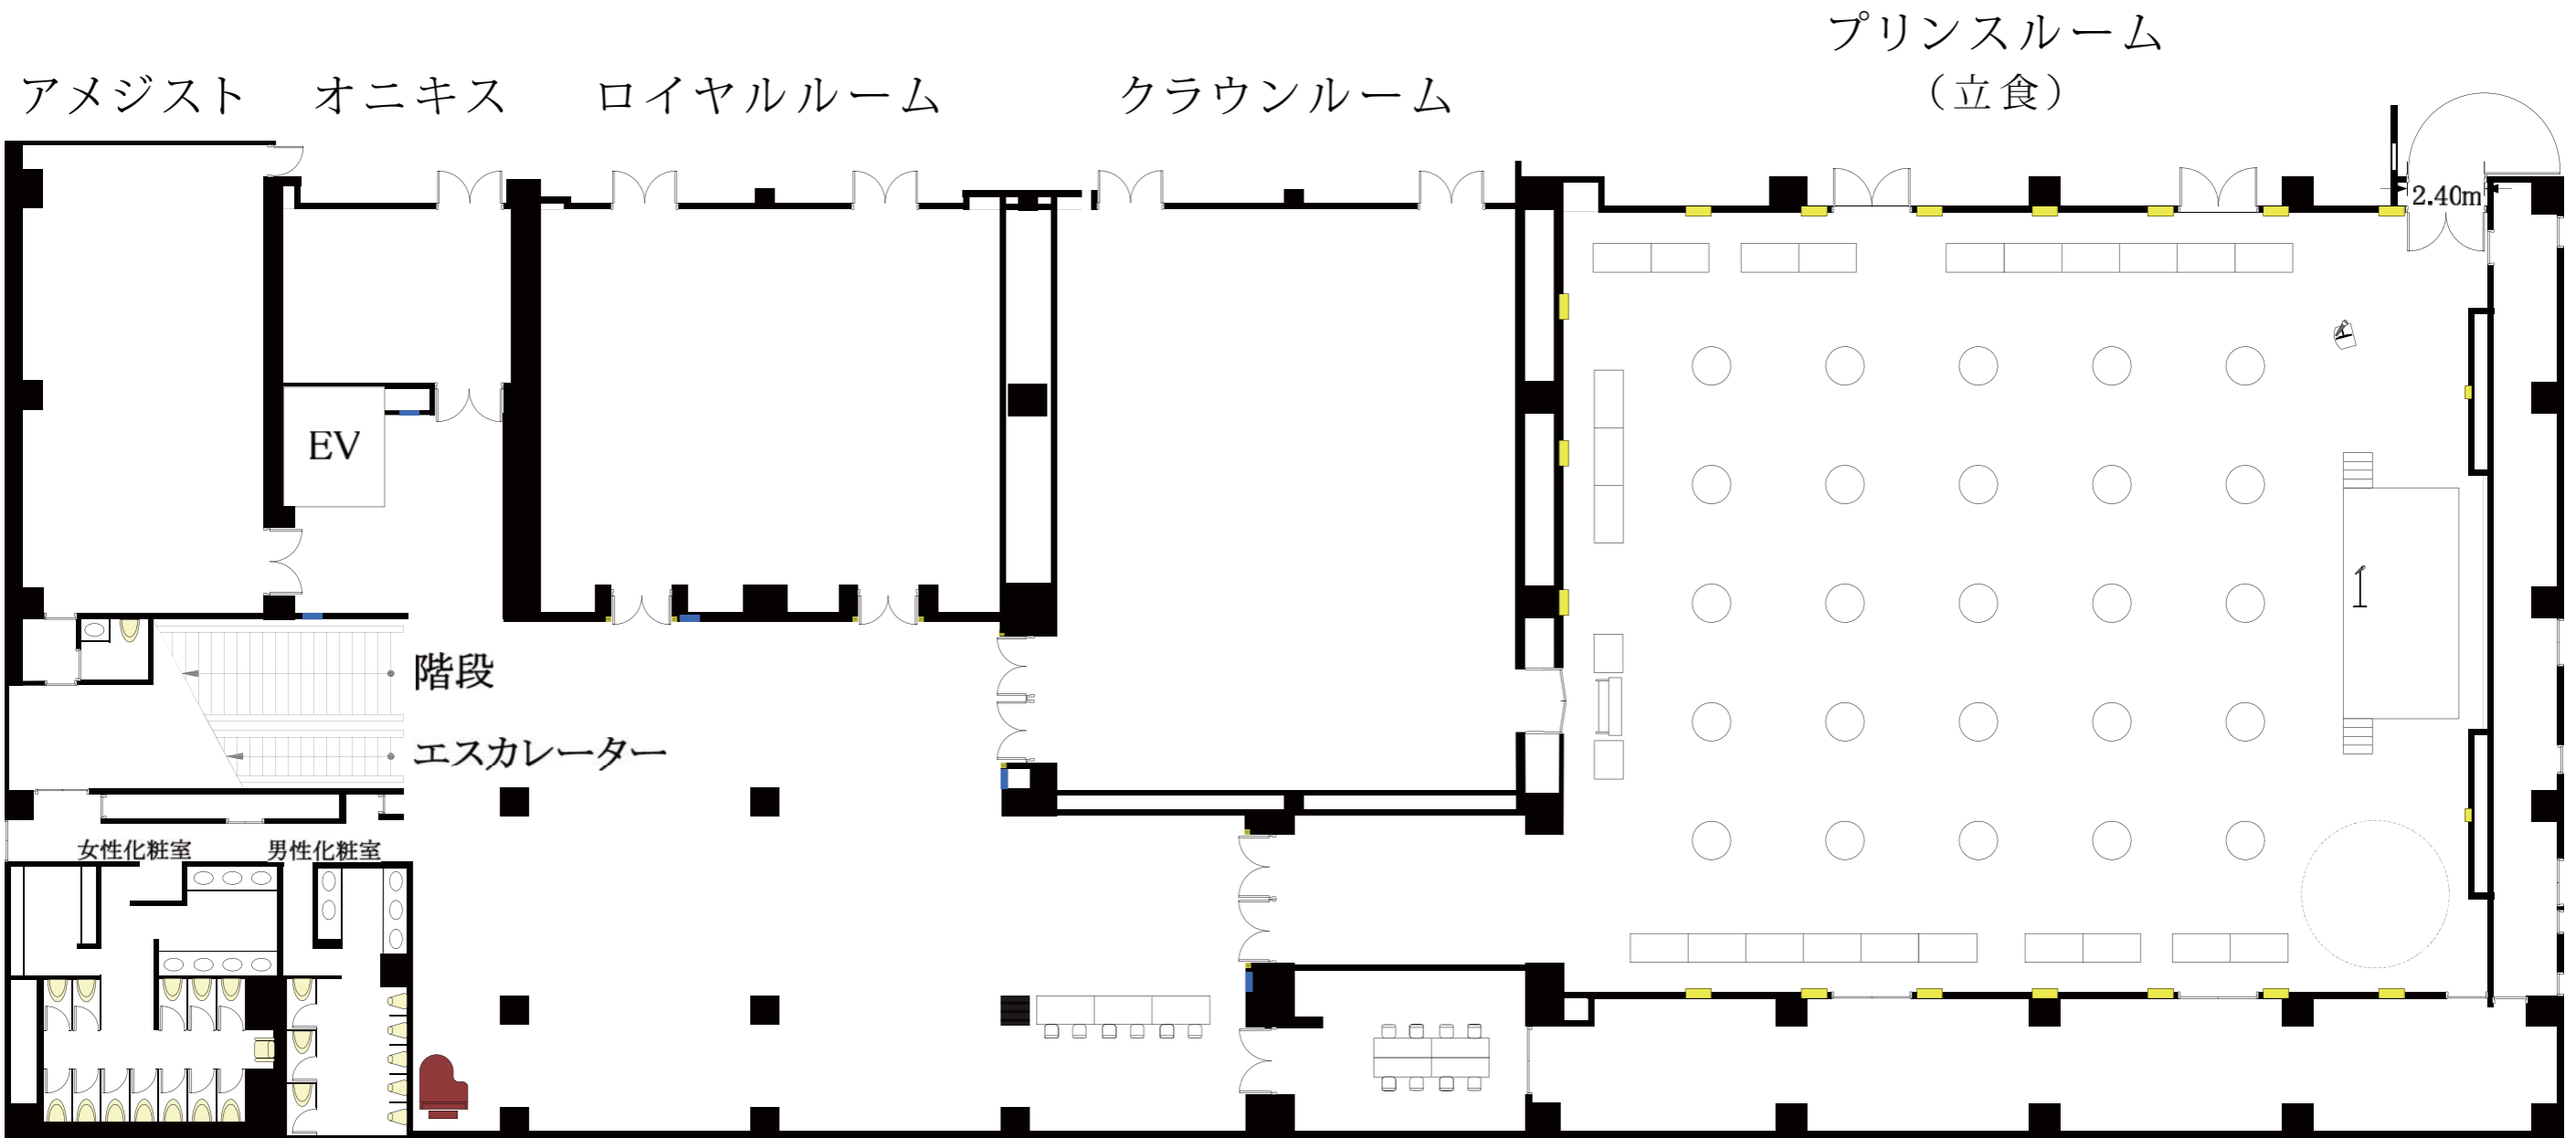 プリンスルーム
（立食）
アメジスト
オニキス
ロイヤルルーム
クラウンルーム
2.40m
EV
階段
エスカレーター
女性化粧室
男性化粧室